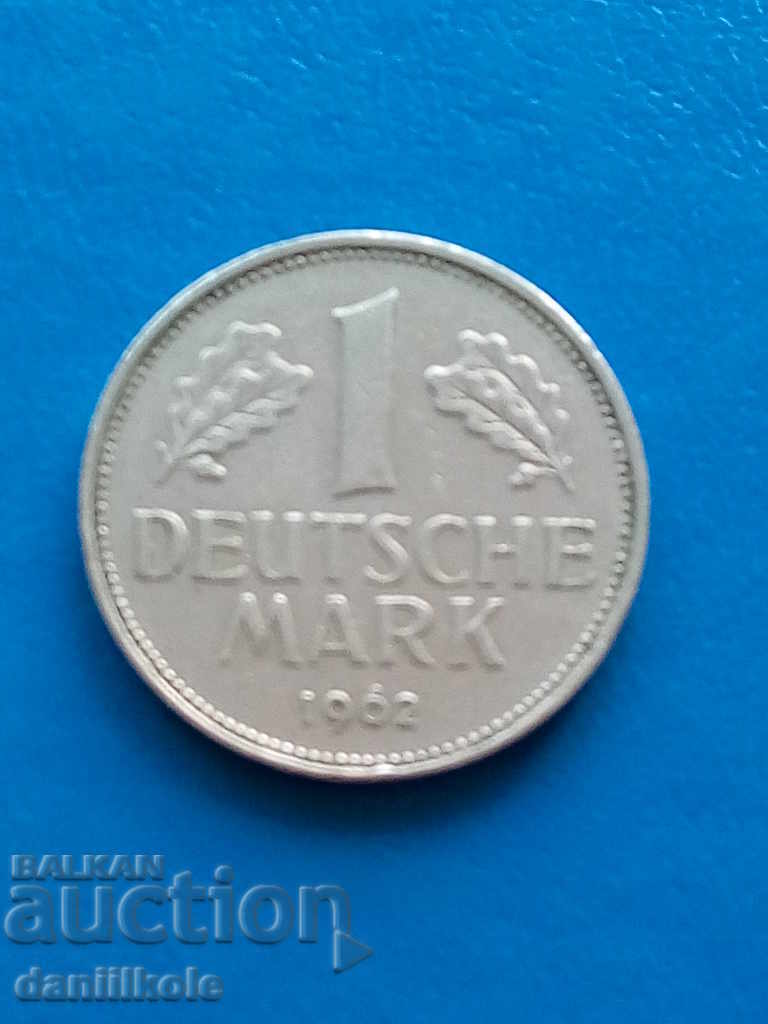 1
DEUTSCHE
MARK
1962
BALKAN
auction
daniilkole